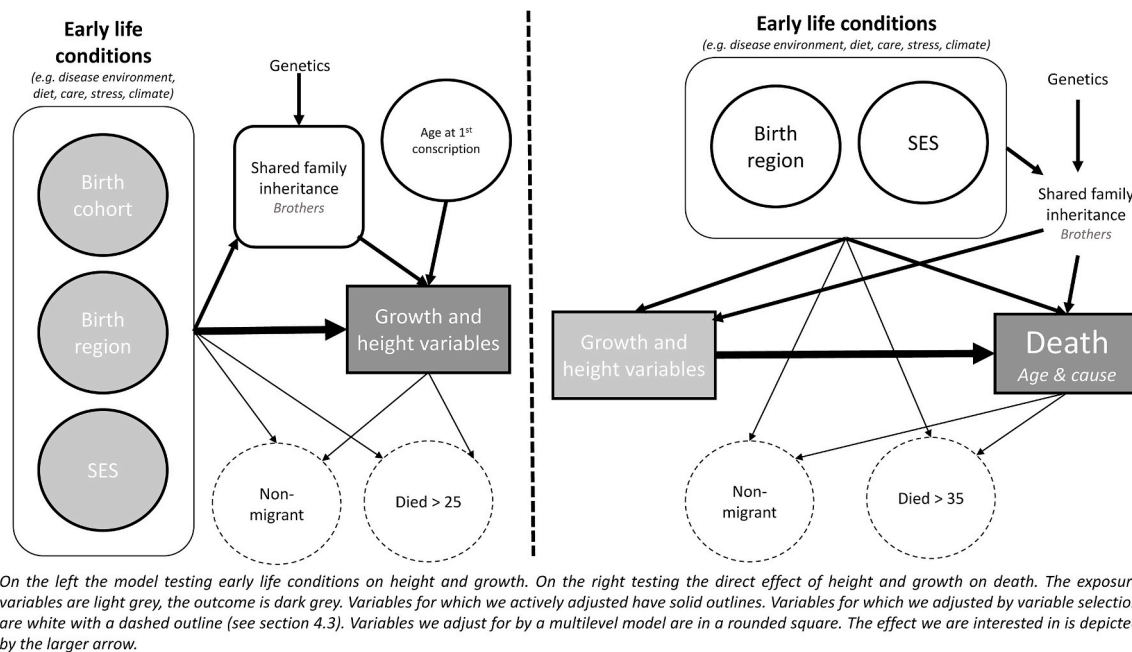 Early life
conditions
(e.g. disease environment,
diet, care, stress, climate)
Birth
cohort
Birth
region
SES
Genetics
Shared family
inheritance
Brothers
Age at 1st
conscription
Growth and
height variables
Non-
migrant
Died > 25
Early life conditions
(e.g. disease environment, diet, care, stress, climate)
Birth
region
SES
Genetics
Shared family
inheritance
Brothers
Growth and
height variables
Death
Age & cause
Non-
migrant
Died > 35
On the left the model testing early life conditions on height and growth. On the right testing the direct effect of height and growth on death. The exposur
variables are light grey, the outcome is dark grey. Variables for which we actively adjusted have solid outlines. Variables for which we adjusted by variable selection
are white with a dashed outline (see section 4.3). Variables we adjust for by a multilevel model are in a rounded square. The effect we are interested in is depicte
by the larger arrow.